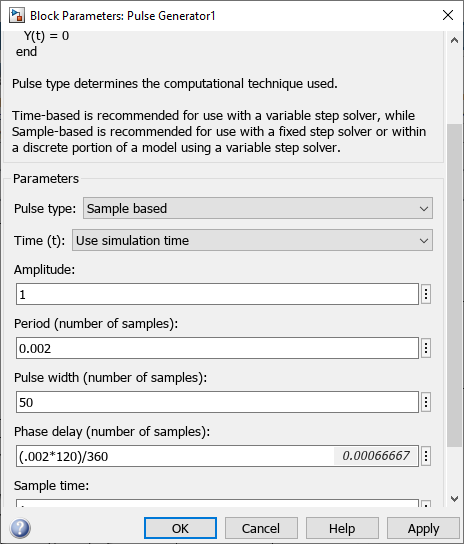 Block Parameters: Pulse Generator1
Y(t) = 0
end
Pulse type determines the computational technique used.
Time-based is recommended for use with a variable step solver, while
Sample-based is recommended for use with a fixed step solver or within
a discrete portion of a model using a variable step solver.
Parameters
Pulse type: Sample based
Time (t): Use simulation time
Amplitude:
1
Period (number of samples):
0.002
Pulse width (number of samples):
50
Phase delay (number of samples):
(.002*120)/360 0.00066667
Sample time:
OK Cancel Help Apply